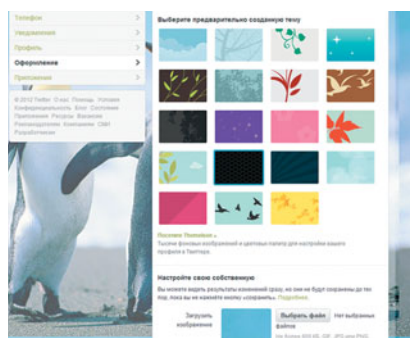 Телефон
Уведомления
Профиль
Оформление
Приложения
© 2012 Twitter О нас Помощь Условия
Конфиденциальность Блог Состояние
Приложения Ресурсы Вакансии
Рекламодателям Компаниям СМИ
Разработчикам
Выберите предварительно созданную тему
Посетите Themeleon »
Тысячи фоновых изображений и цветовых палитр для настройки вашего
профиля в Твиттере.
Настройте свою собственную
Вы можете видеть результаты изменений сразу, но они не будут сохранены до тех
пор, пока вы не нажмёте кнопку «сохранить». Подробнее.
Загрузить
изображение
Выбрать файл Нет выбранных
файлов